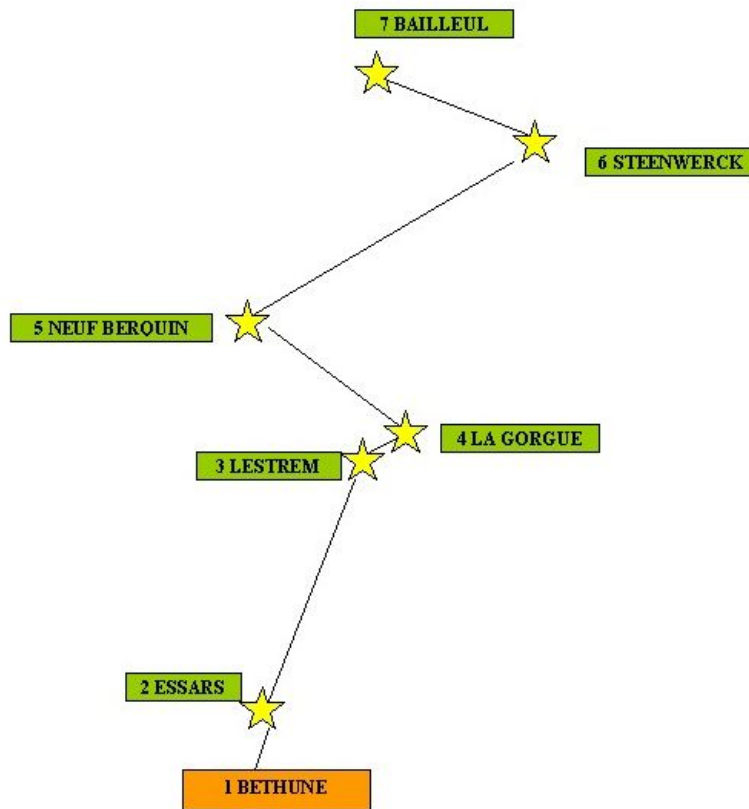 7 BAILLEUL
6 STEENWERCK
5 NEUF BERQUIN
4 LA GORGUE
3 LESTREM
2 ESSARS
1 BETHUNE